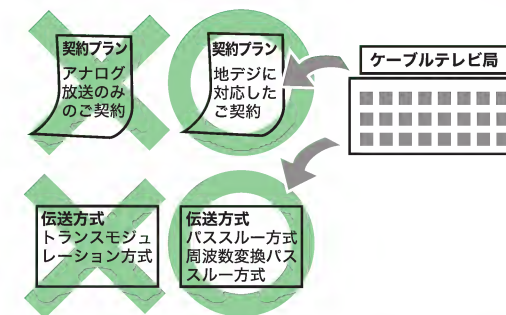 契約プラン
アナログ
放送のみ
のご契約
契約プラン
地デジに
対応した
ご契約
ケーブルテレビ局
伝送方式
トランスモジュ
レーション方式
伝送方式
パススルー方式
周波数変換パス
スルー方式